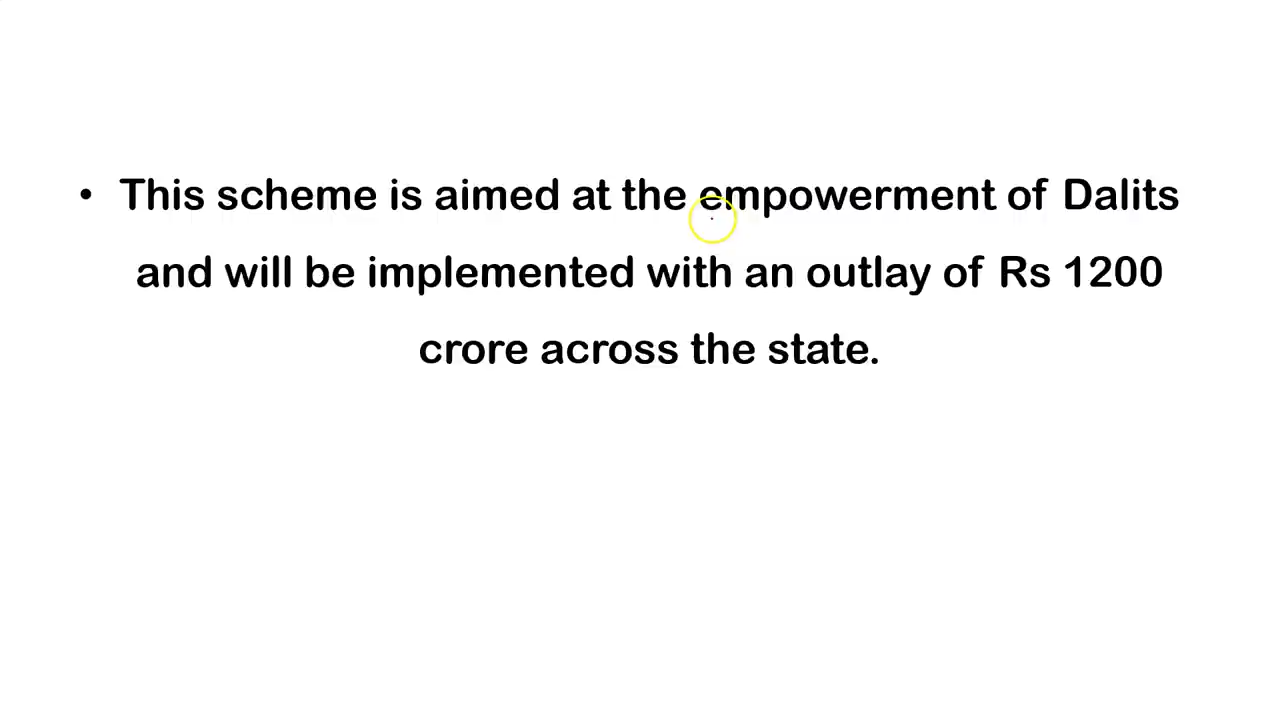 • This scheme is aimed at the empowerment of Dalits
and will be implemented with an outlay of Rs 1200
crore across the state.